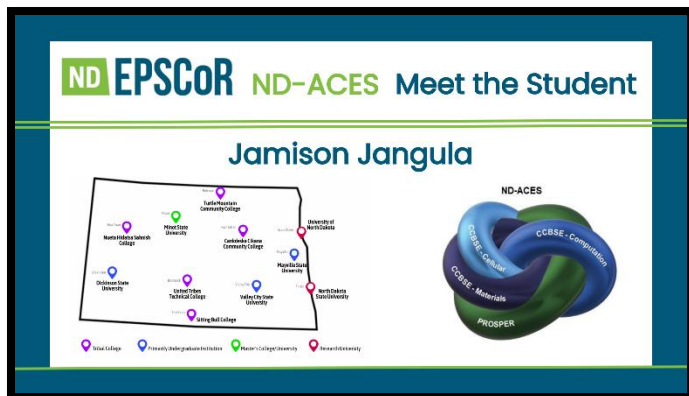 ND EPSCoR ND-ACES Meet the Student
Jamison Jangula
Turtle Mountain
Community College
Minot State
University
Nueta Hidatsa Sahnish
College
Cankdeska Cikana
Community College
University of
North Dakota
Mayville State
University
Dickinson State
University
United Tribes
Technical College
Valley City State
University
North Dakota
State University
Sitting Bull College
Tribal College
Primarily Undergraduate Institution
Master's College/University
Research University
ND-ACES
CCBSE - Cellular
CCBSE - Computation
CCBSE - Materials
PROSPER